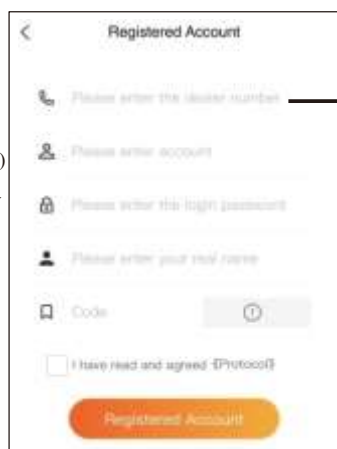 Registered Account
Please enter the dealer number
)
Please enter account
Please enter the login password
Please enter your real name
Code
I have read and agreed 《Protocol》
Registered Account